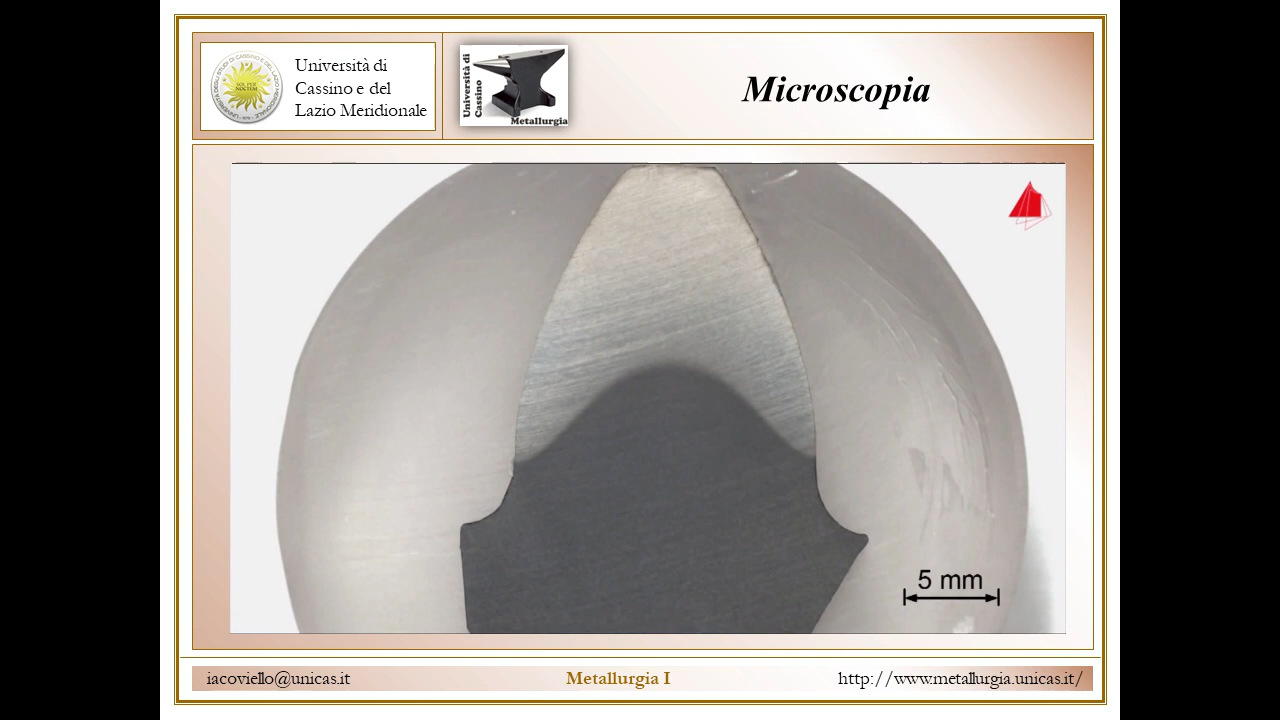 Università di
Cassino e del
Lazio Meridionale
Università di
Cassino
Metallurgia
Microscopia
5 mm
iacoviello@unicas.it
Metallurgia I
http://www.metallurgia.unicas.it/